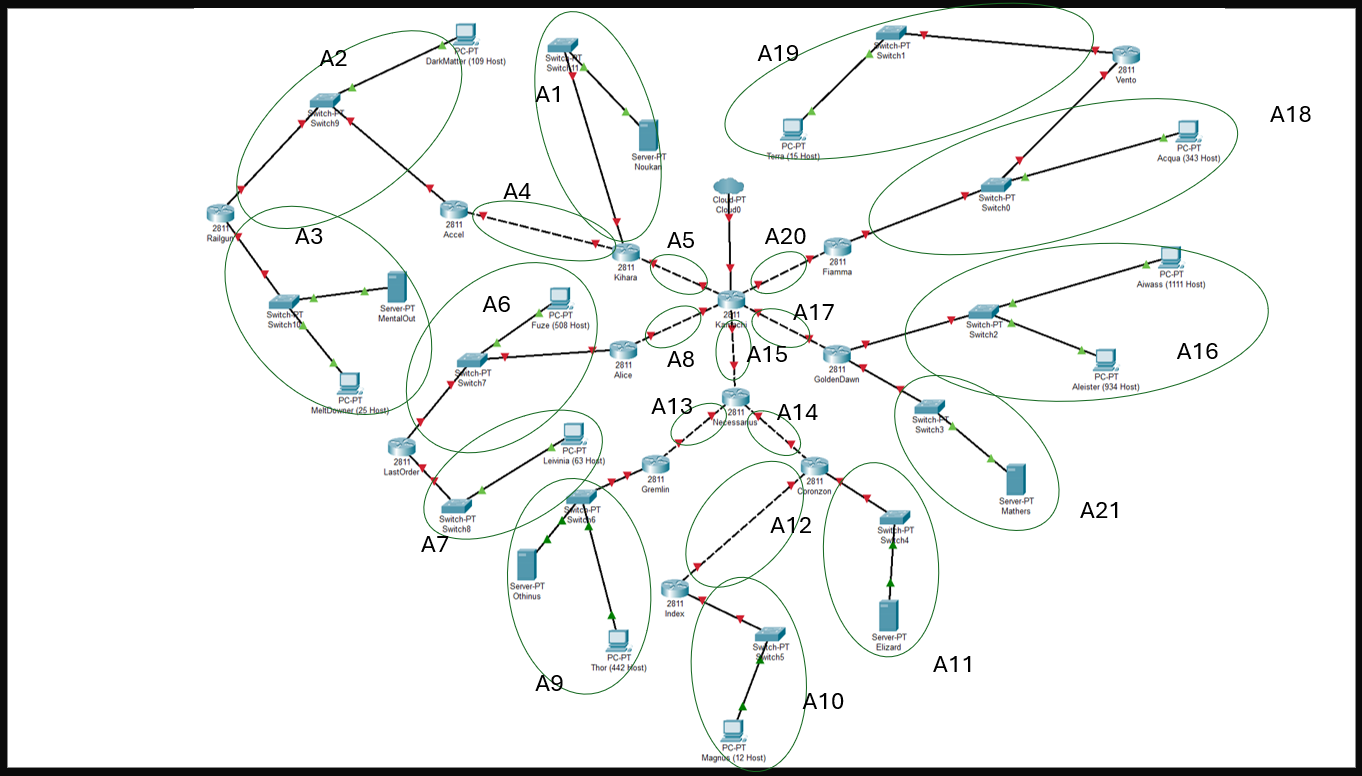 A2
PC-PT
DarkMatter (109 Host)
Switch-PT
Switch9
2811
Railgun
2811
Accel
A1
Switch-PT
Switch11
Server-PT
Noukan
A4
A3
Switch-PT
Switch10
Server-PT
MentalOut
PC-PT
MeltDowner (25 Host)
2811
Kihara
A5
Cloud-PT
Cloud0
A20
2811
A19
Switch-PT
Switch1
PC-PT
Terra (15 Host)
2811
Vento
A18
PC-PT
Acqua (343 Host)
Switch-PT
Switch0
2811
Fiamma
A6
PC-PT
Fuze (508 Host)
Switch-PT
Switch7
2811
Alice
A8
A15
A17
2811
GoldenDawn
PC-PT
Aiwass (1111 Host)
Switch-PT
Switch2
PC-PT
Aleister (934 Host)
A16
Switch-PT
Switch3
Server-PT
Mathers
A21
2811
LastOrder
PC-PT
Leivinia (63 Host)
Switch-PT
Switch8
A7
A13
2811
Necessarius
A14
2811
Gremlin
Switch-PT
Switch6
Server-PT
Othinus
PC-PT
Thor (442 Host)
A9
2811
Coronzon
A12
Switch-PT
Switch4
Server-PT
Elizard
A11
2811
Index
Switch-PT
Switch5
PC-PT
Magnus (12 Host)
A10